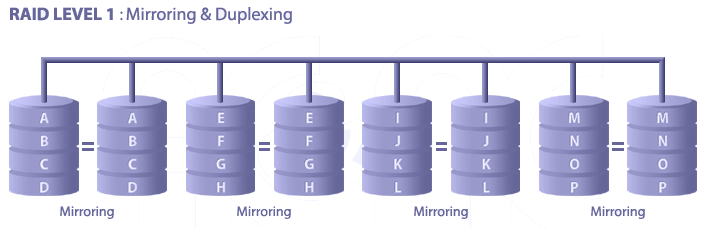 RAID LEVEL 1 : Mirroring & Duplexing
A A E E I I M M
B = B F = F J = J N = N
C C G G K K O O
D D H H L L P P
Mirroring Mirroring Mirroring Mirroring